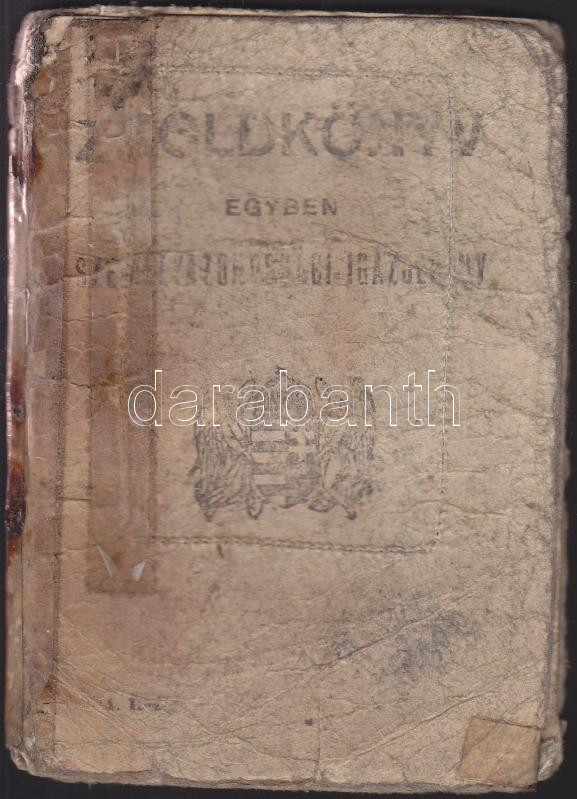 ZSOLDKÖNYV
EGYBEN
SZEMÉLYAZONOSSÁGI IGAZOLVÁNY
darabanth